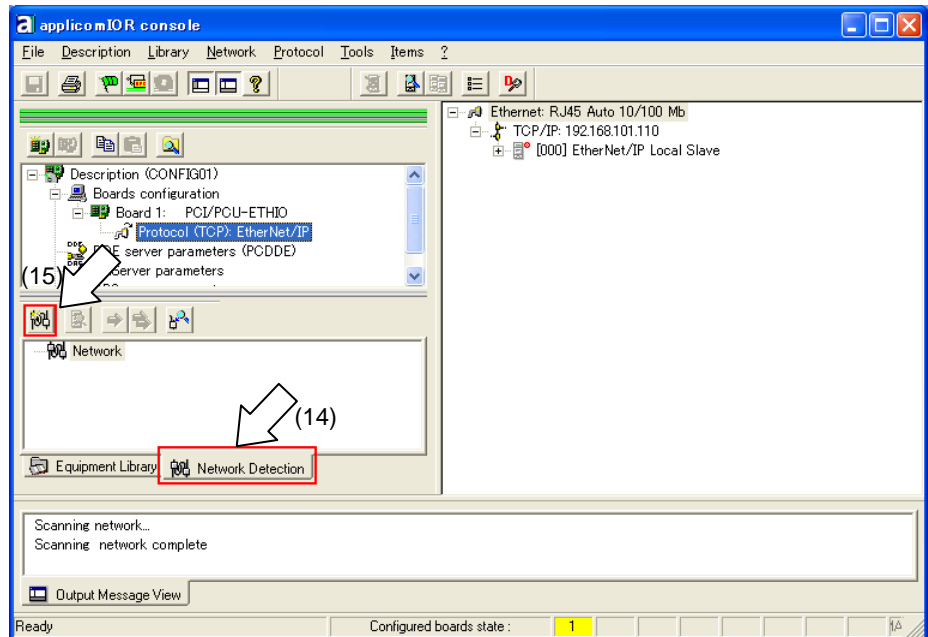 applicomIOR console
File Description Library Network Protocol Tools Items ?
Description (CONFIG01)
Boards configuration
Board 1: PCI/PCU-ETHIO
Protocol (TCP): EtherNet/IP
DDE server parameters (PCDDE)
Server parameters
(15)
Network
(14)
Equipment Library
Network Detection
Ethernet: RJ45 Auto 10/100 Mb
TCP/IP: 192.168.101.110
[000] EtherNet/IP Local Slave
Scanning network...
Scanning network complete
Output Message View
Ready
Configured boards state :
1